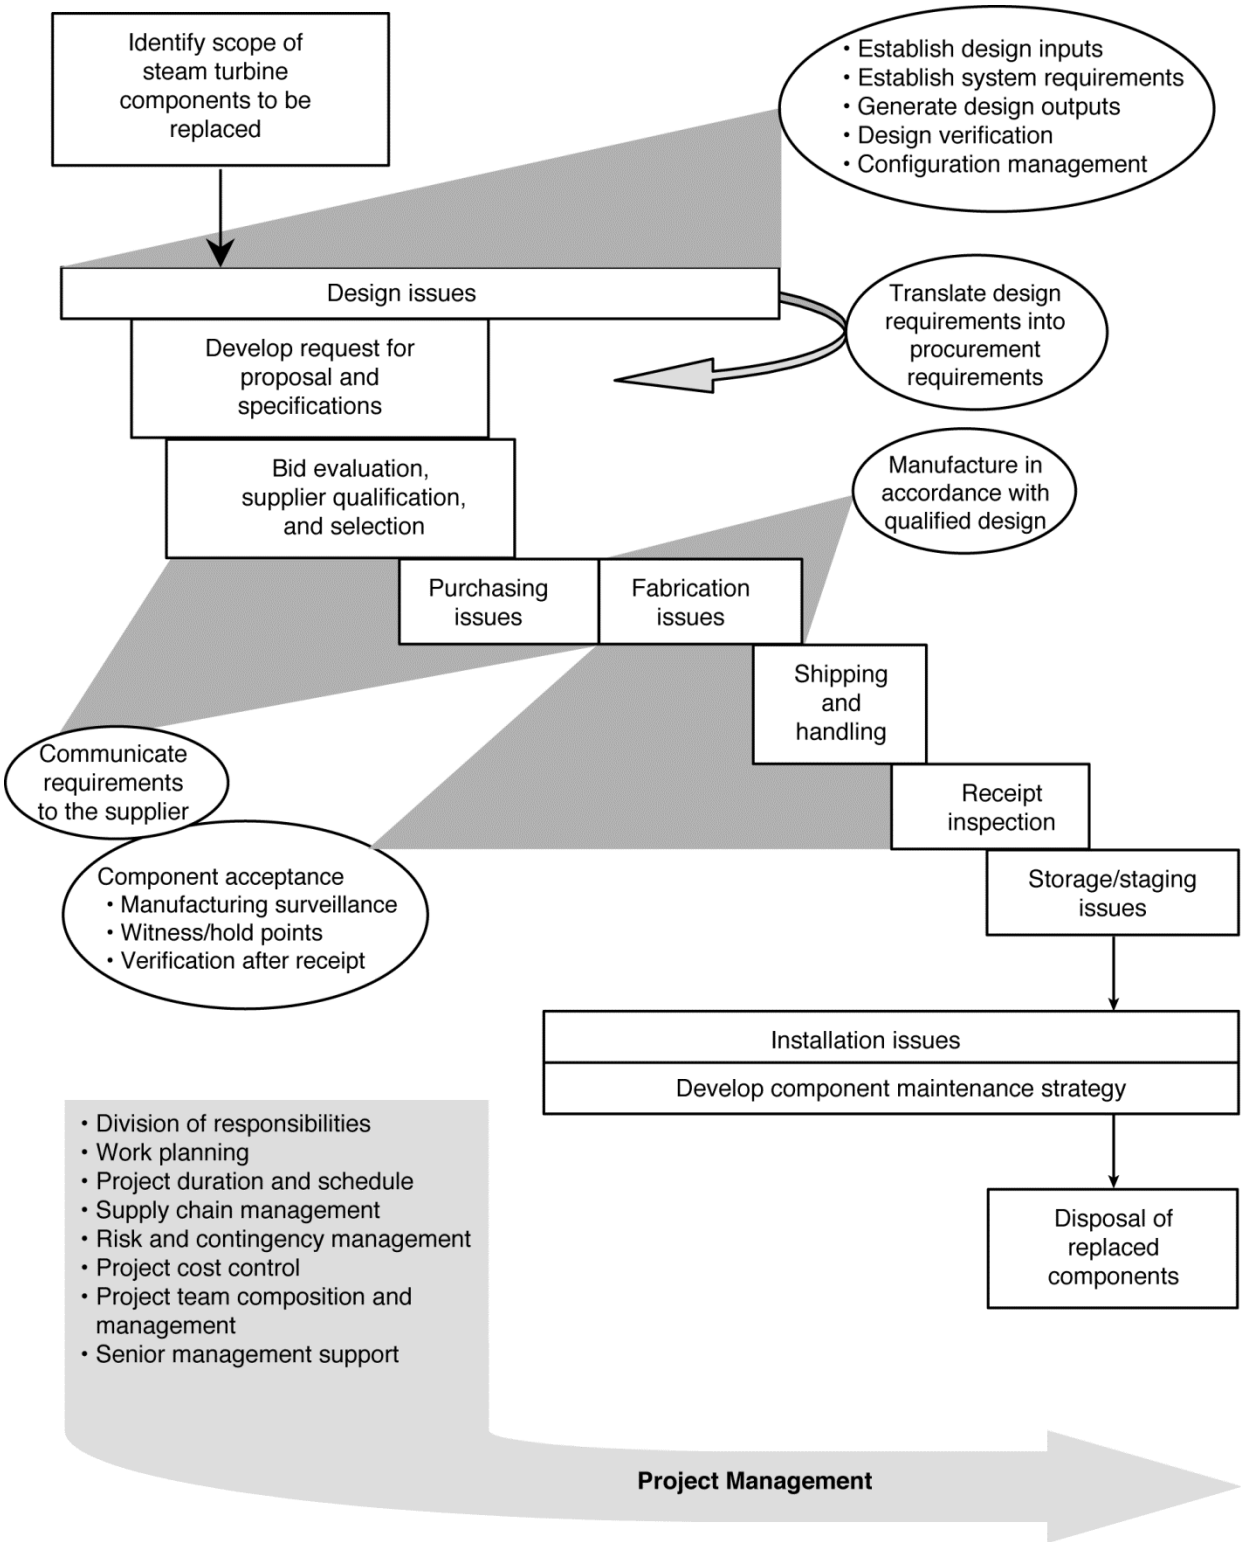 Identify scope of
steam turbine
components to be
replaced
• Establish design inputs
• Establish system requirements
• Generate design outputs
• Design verification
• Configuration management
Design issues
Translate design
requirements into
procurement
requirements
Develop request for
proposal and
specifications
Bid evaluation,
supplier qualification,
and selection
Manufacture in
accordance with
qualified design
Purchasing
issues
Fabrication
issues
Shipping
and
handling
Communicate
requirements
to the supplier
Receipt
inspection
Component acceptance
• Manufacturing surveillance
• Witness/hold points
• Verification after receipt
Storage/staging
issues
Installation issues
Develop component maintenance strategy
• Division of responsibilities
• Work planning
• Project duration and schedule
• Supply chain management
• Risk and contingency management
• Project cost control
• Project team composition and
management
• Senior management support
Disposal of
replaced
components
Project Management